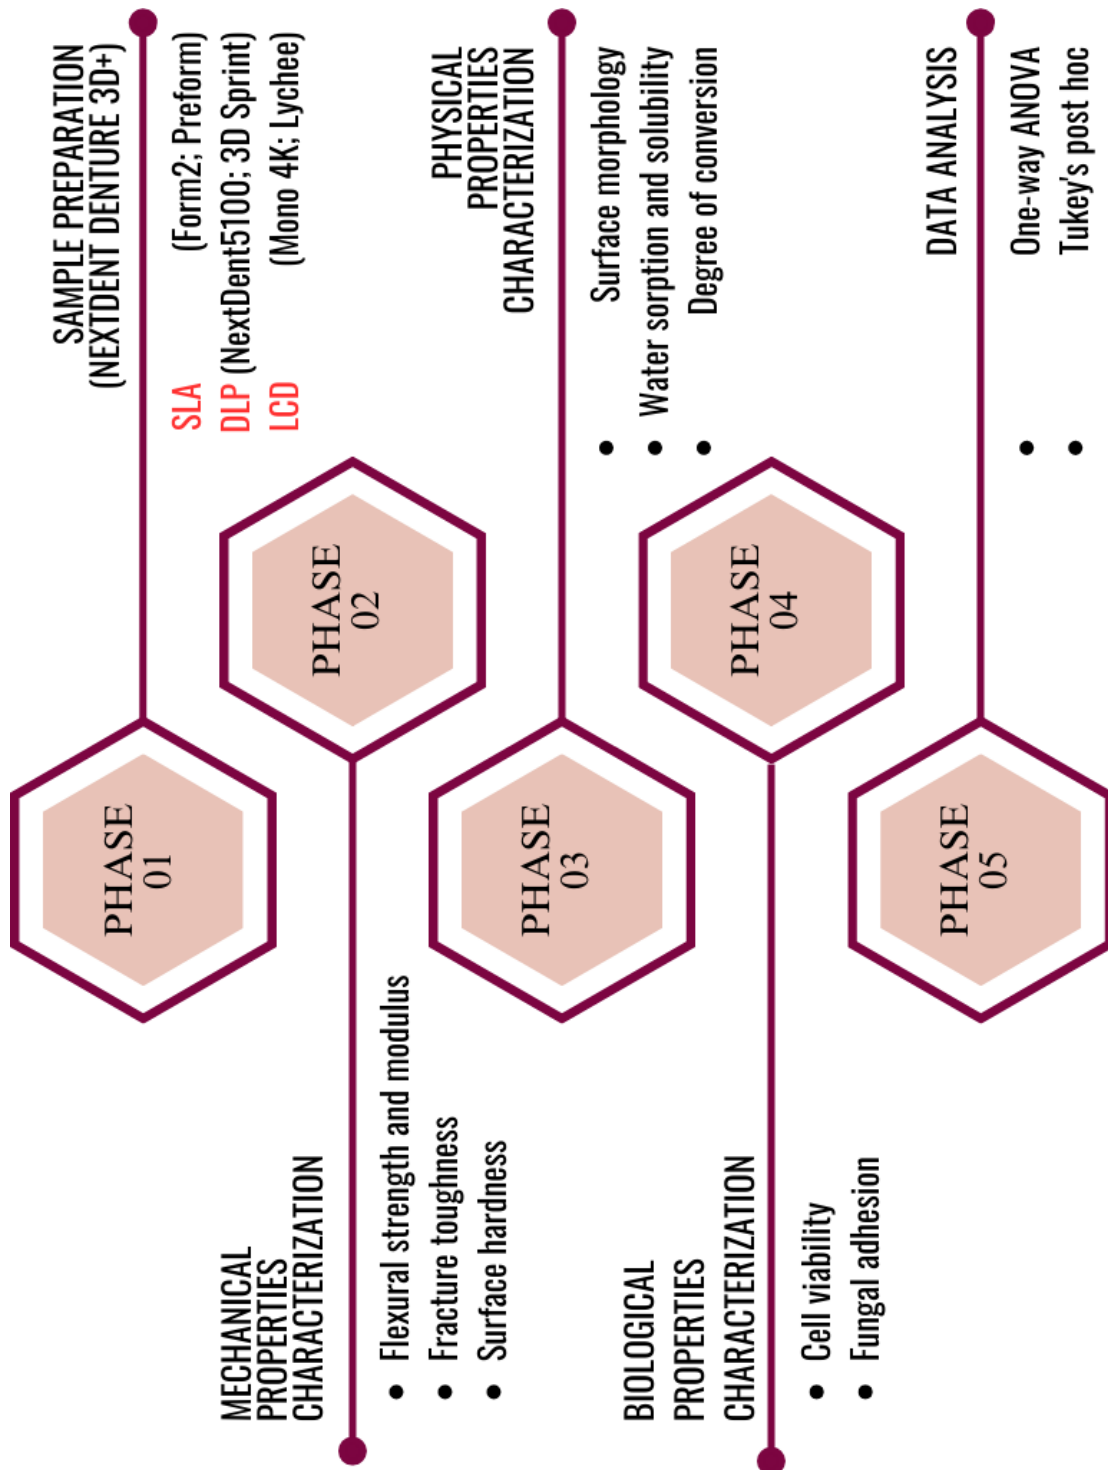 PHASE
01
SAMPLE PREPARATION
(NEXTDENT DENTURE 3D+)
SLA (Form2; Preform)
DLP (NextDent5100; 3D Sprint)
LCD (Mono 4K; Lychee)
MECHANICAL
PROPERTIES
CHARACTERIZATION
• Flexural strength and modulus
• Fracture toughness
• Surface hardness
PHASE
02
PHASE
03
PHYSICAL
PROPERTIES
CHARACTERIZATION
• Surface morphology
• Water sorption and solubility
• Degree of conversion
BIOLOGICAL
PROPERTIES
CHARACTERIZATION
• Cell viability
• Fungal adhesion
PHASE
04
PHASE
05
DATA ANALYSIS
• One-way ANOVA
• Tukey's post hoc